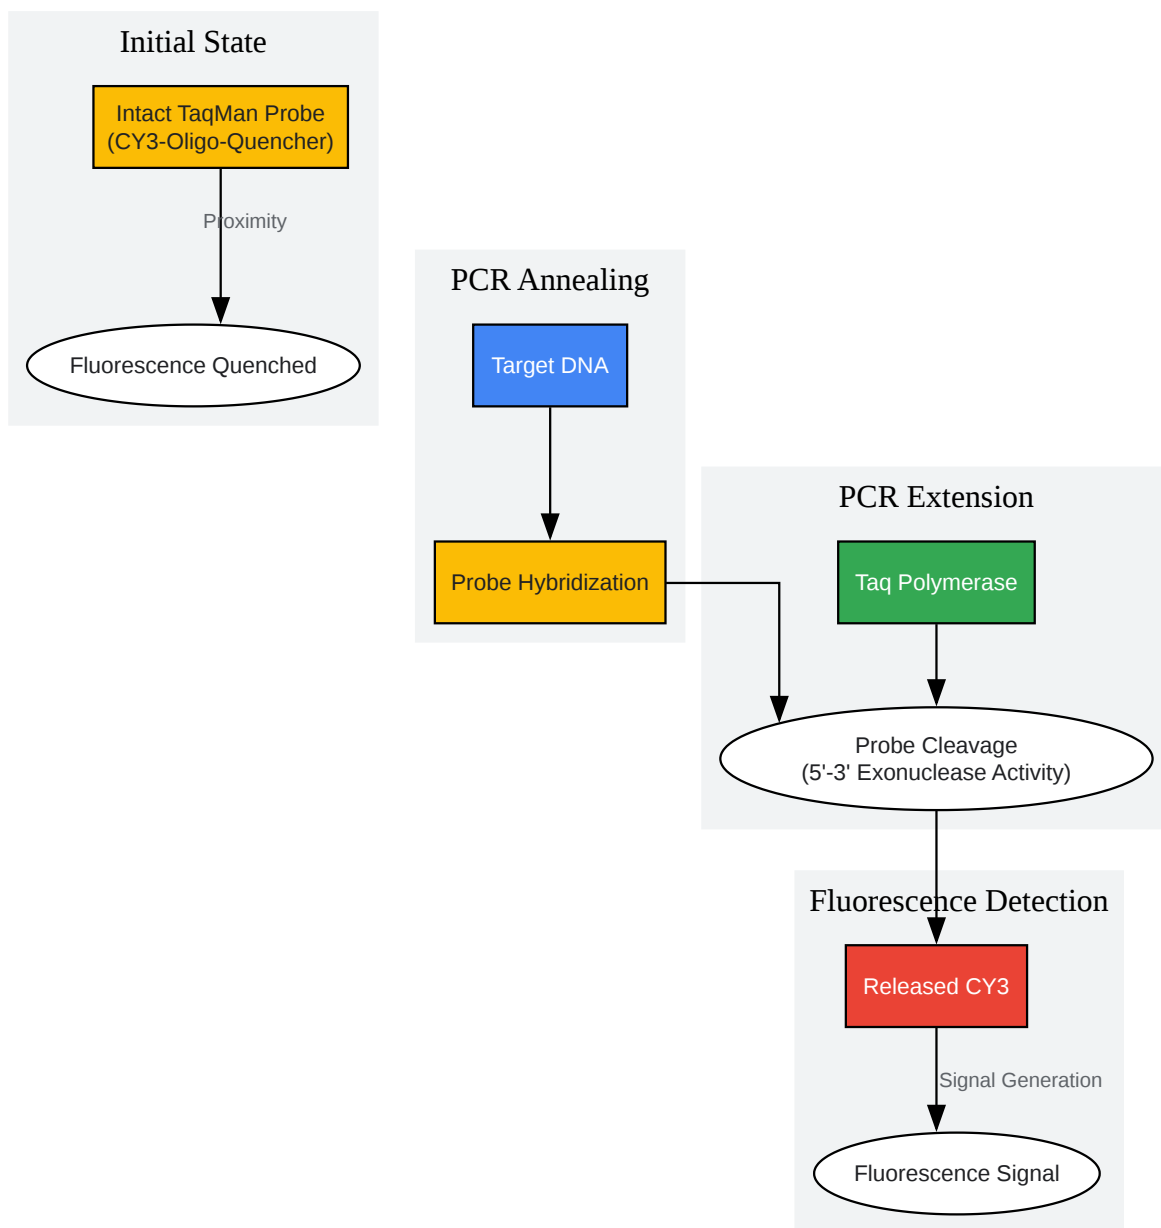 Initial State
Intact TaqMan Probe
(CY3-Oligo-Quencher)
Proximity
Fluorescence Quenched
PCR Annealing
Target DNA
Probe Hybridization
PCR Extension
Taq Polymerase
Probe Cleavage
(5'-3' Exonuclease Activity)
Fluorescence Detection
Released CY3
Signal Generation
Fluorescence Signal